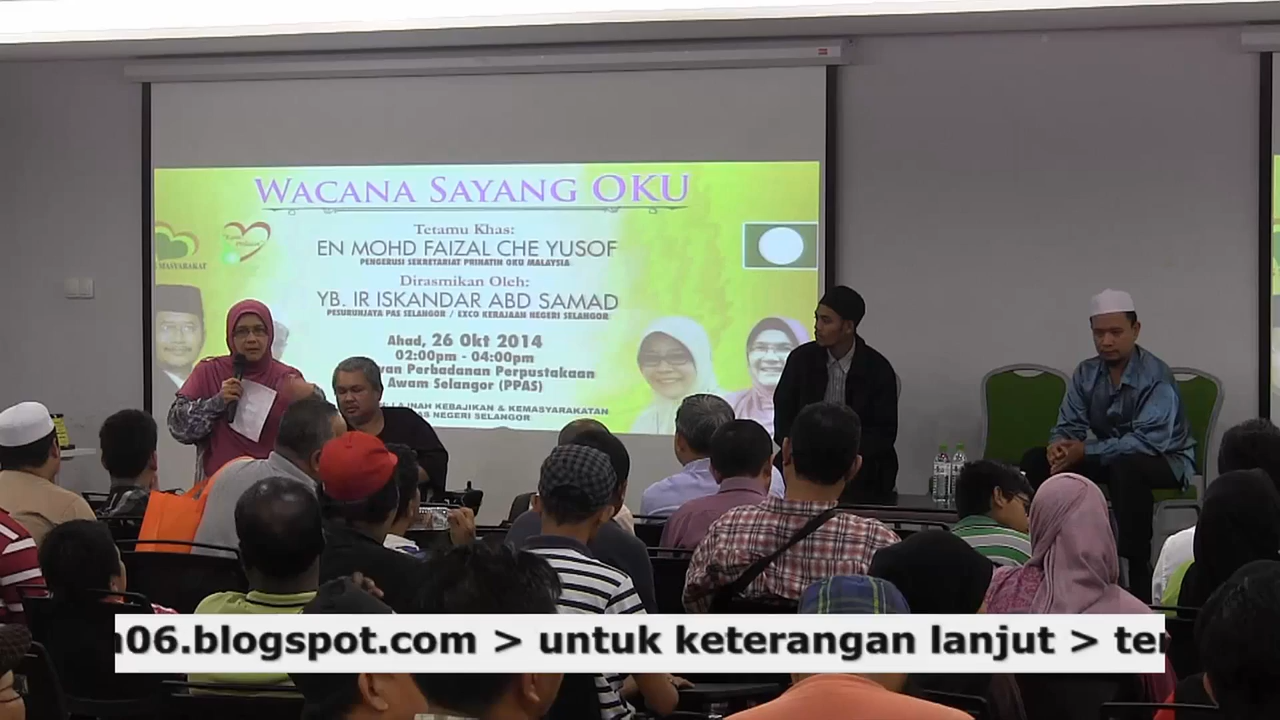 WACANA SAYANG OKU
Tetamu Khas:
EN MOHD FAIZAL CHE YUSOF
PENGERUSI SEKRETARIAT PRIHATIN OKU MALAYSIA
Dirasmikan Oleh:
YB. IR ISKANDAR ABD SAMAD
PESURUHJAYA PAS SELANGOR / EXCO KERAJAAN NEGERI SELANGOR
Ahad, 26 Okt 2014
02:00pm - 04:00pm
Perbadanan Perpustakaan
Awam Selangor (PPAS)
LAJNAH KEBAJIKAN & KEMASYARAKATAN
NEGERI SELANGOR
06.blogspot.com > untuk keterangan lanjut >